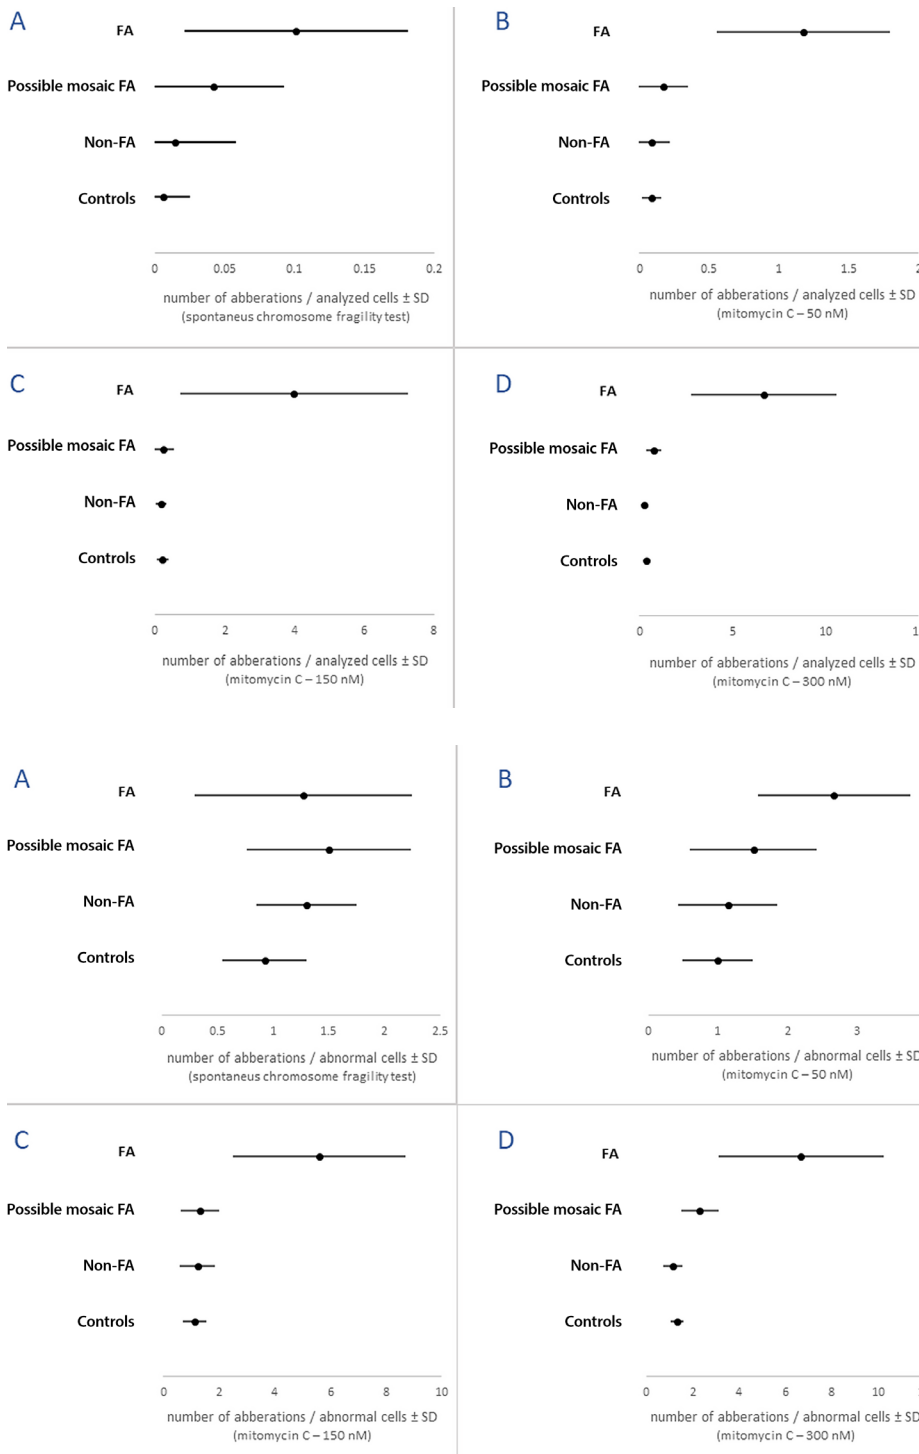 A
FA
Possible mosaic FA
Non-FA
Controls
0 0.05 0.1 0.15 0.2
number of abberations / analyzed cells ± SD
(spontaneus chromosome fragility test)
B
FA
Possible mosaic FA
Non-FA
Controls
0 0.5 1 1.5 2
number of abberations / analyzed cells ± SD
(mitomycin C – 50 nM)
C
FA
Possible mosaic FA
Non-FA
Controls
0 2 4 6 8
number of abberations / analyzed cells ± SD
(mitomycin C – 150 nM)
D
FA
Possible mosaic FA
Non-FA
Controls
0 5 10
number of abberations / analyzed cells ± SD
(mitomycin C – 300 nM)
A
FA
Possible mosaic FA
Non-FA
Controls
0 0.5 1 1.5 2 2.5
number of abberations / abnormal cells ± SD
(spontaneus chromosome fragility test)
B
FA
Possible mosaic FA
Non-FA
Controls
0 1 2 3
number of abberations / abnormal cells ± SD
(mitomycin C – 50 nM)
C
FA
Possible mosaic FA
Non-FA
Controls
0 2 4 6 8 10
number of abberations / abnormal cells ± SD
(mitomycin C – 150 nM)
D
FA
Possible mosaic FA
Non-FA
Controls
0 2 4 6 8 10
number of abberations / abnormal cells ± SD
(mitomycin C – 300 nM)